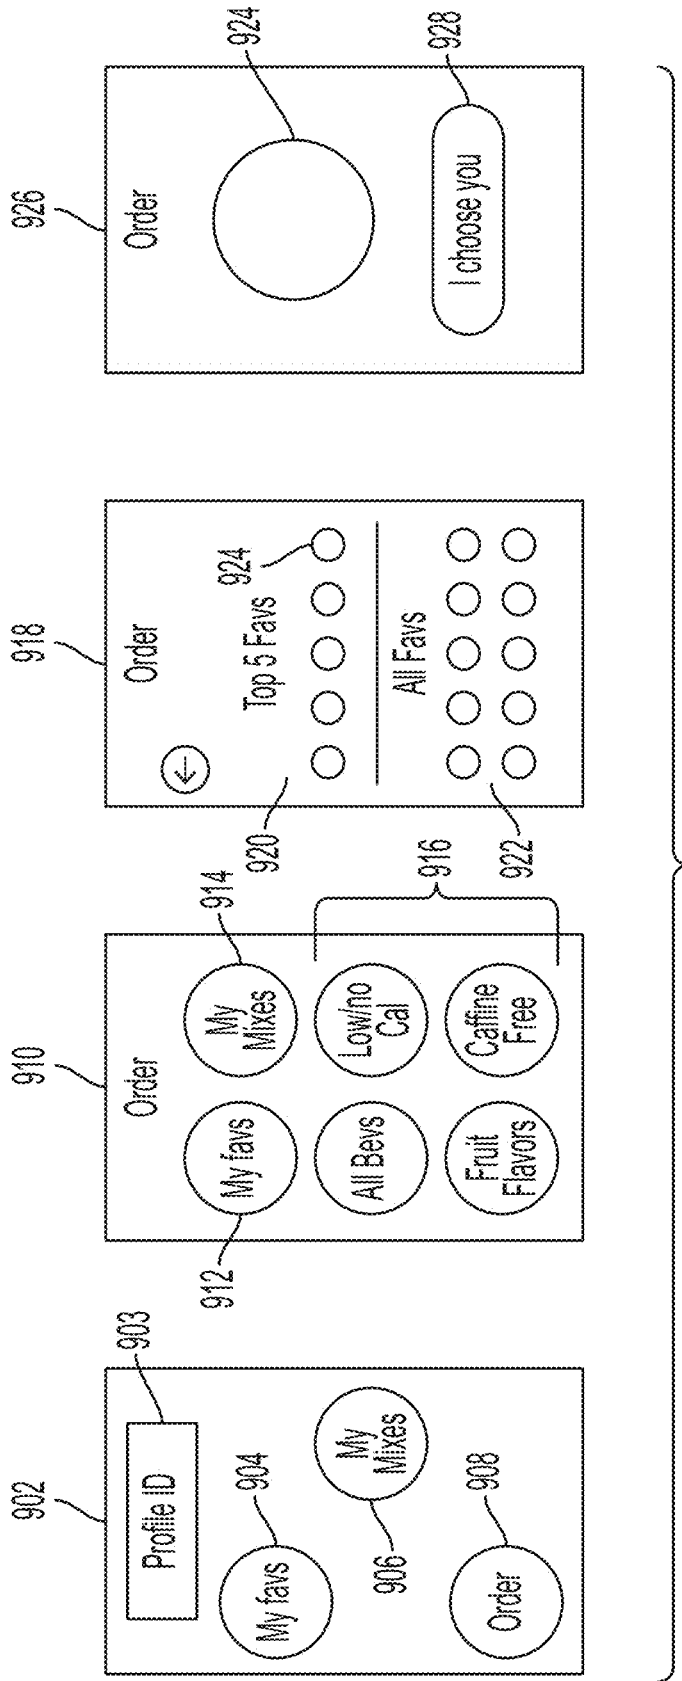 902
903
Profile ID
904
My favs
My
Mixes
906
908
Order
910
Order
912
My favs
914
My
Mixes
All Bevs
Low/no
Cal
916
Fruit
Flavors
Caffine
Free
918
Order
←
920
Top 5 Favs
924
All Favs
922
926
Order
924
I choose you
928